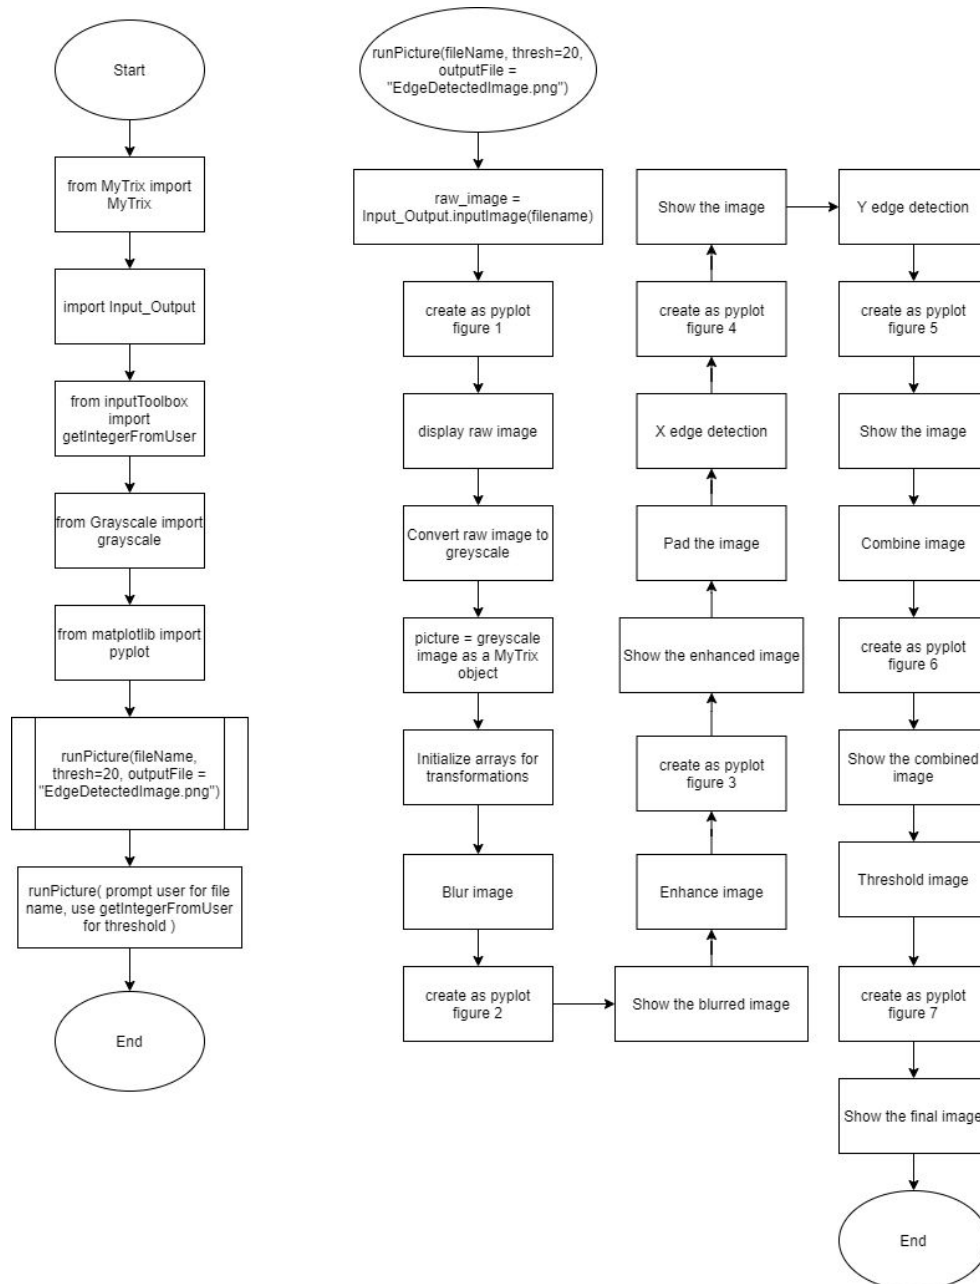 Start
from MyTrix import
MyTrix
import Input_Output
from inputToolbox
import
getIntegerFromUser
from Grayscale import
grayscale
from matplotlib import
pyplot
runPicture(fileName,
thresh=20, outputFile =
"EdgeDetectedImage.png")
runPicture( prompt user for file
name, use getIntegerFromUser
for threshold )
End
runPicture(fileName, thresh=20,
outputFile =
"EdgeDetectedImage.png")
raw_image =
Input_Output.inputImage(filename)
create as pyplot
figure 1
display raw image
Convert raw image to
greyscale
picture = greyscale
image as a MyTrix
object
Initialize arrays for
transformations
Blur image
create as pyplot
figure 2
Show the blurred image
Enhance image
create as pyplot
figure 3
Show the enhanced image
Pad the image
X edge detection
create as pyplot
figure 4
Show the image
Y edge detection
create as pyplot
figure 5
Show the image
Combine image
create as pyplot
figure 6
Show the combined
image
Threshold image
create as pyplot
figure 7
Show the final image
End